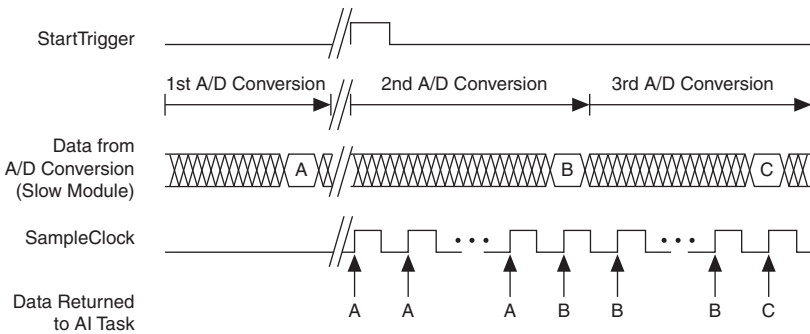 StartTrigger
1st A/D Conversion 2nd A/D Conversion 3rd A/D Conversion
Data from
A/D Conversion
(Slow Module)
A B C
SampleClock
Data Returned
to AI Task
A A A B B B C